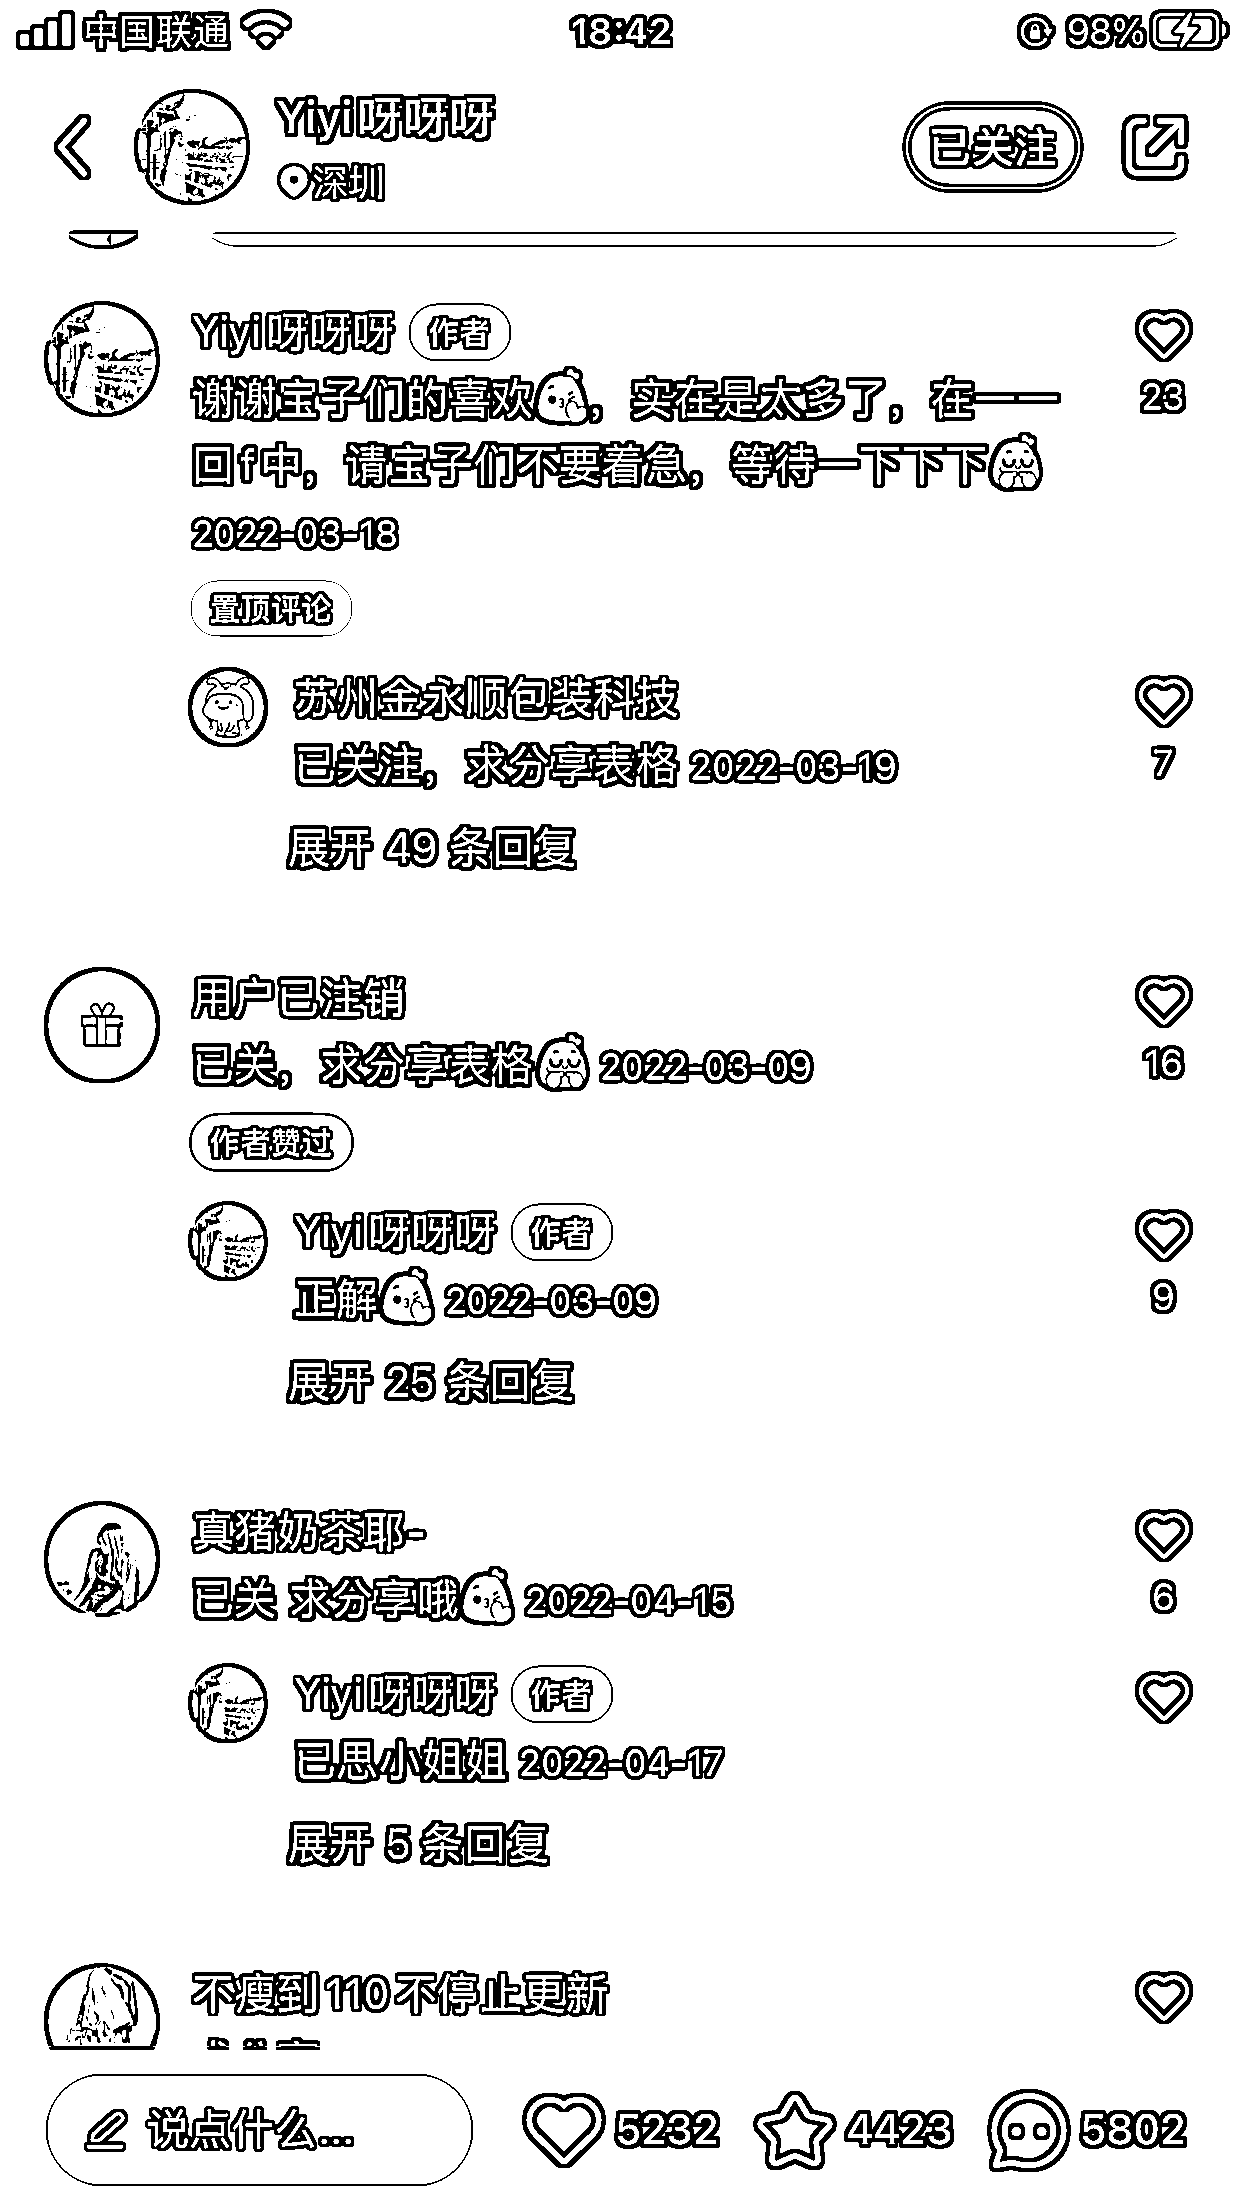 中国联通 18:42 98%
Yiyi呀呀呀
深圳
已关注
Yiyi呀呀呀 作者
谢谢宝子们的喜欢，实在是太多了，在一一 23
回f中，请宝子们不要着急，等待一下下下
2022-03-18
置顶评论
苏州金永顺包装科技
已关注，求分享表格 2022-03-19 7
展开 49 条回复
用户已注销
已关，求分享表格 2022-03-09 16
作者赞过
Yiyi呀呀呀 作者
正解 2022-03-09 9
展开 25 条回复
真猪奶茶耶-
已关 求分享哦 2022-04-15 6
Yiyi呀呀呀 作者
已思小姐姐 2022-04-17
展开 5 条回复
不瘦到110不停止更新
说点什么... 5232 4423 5802